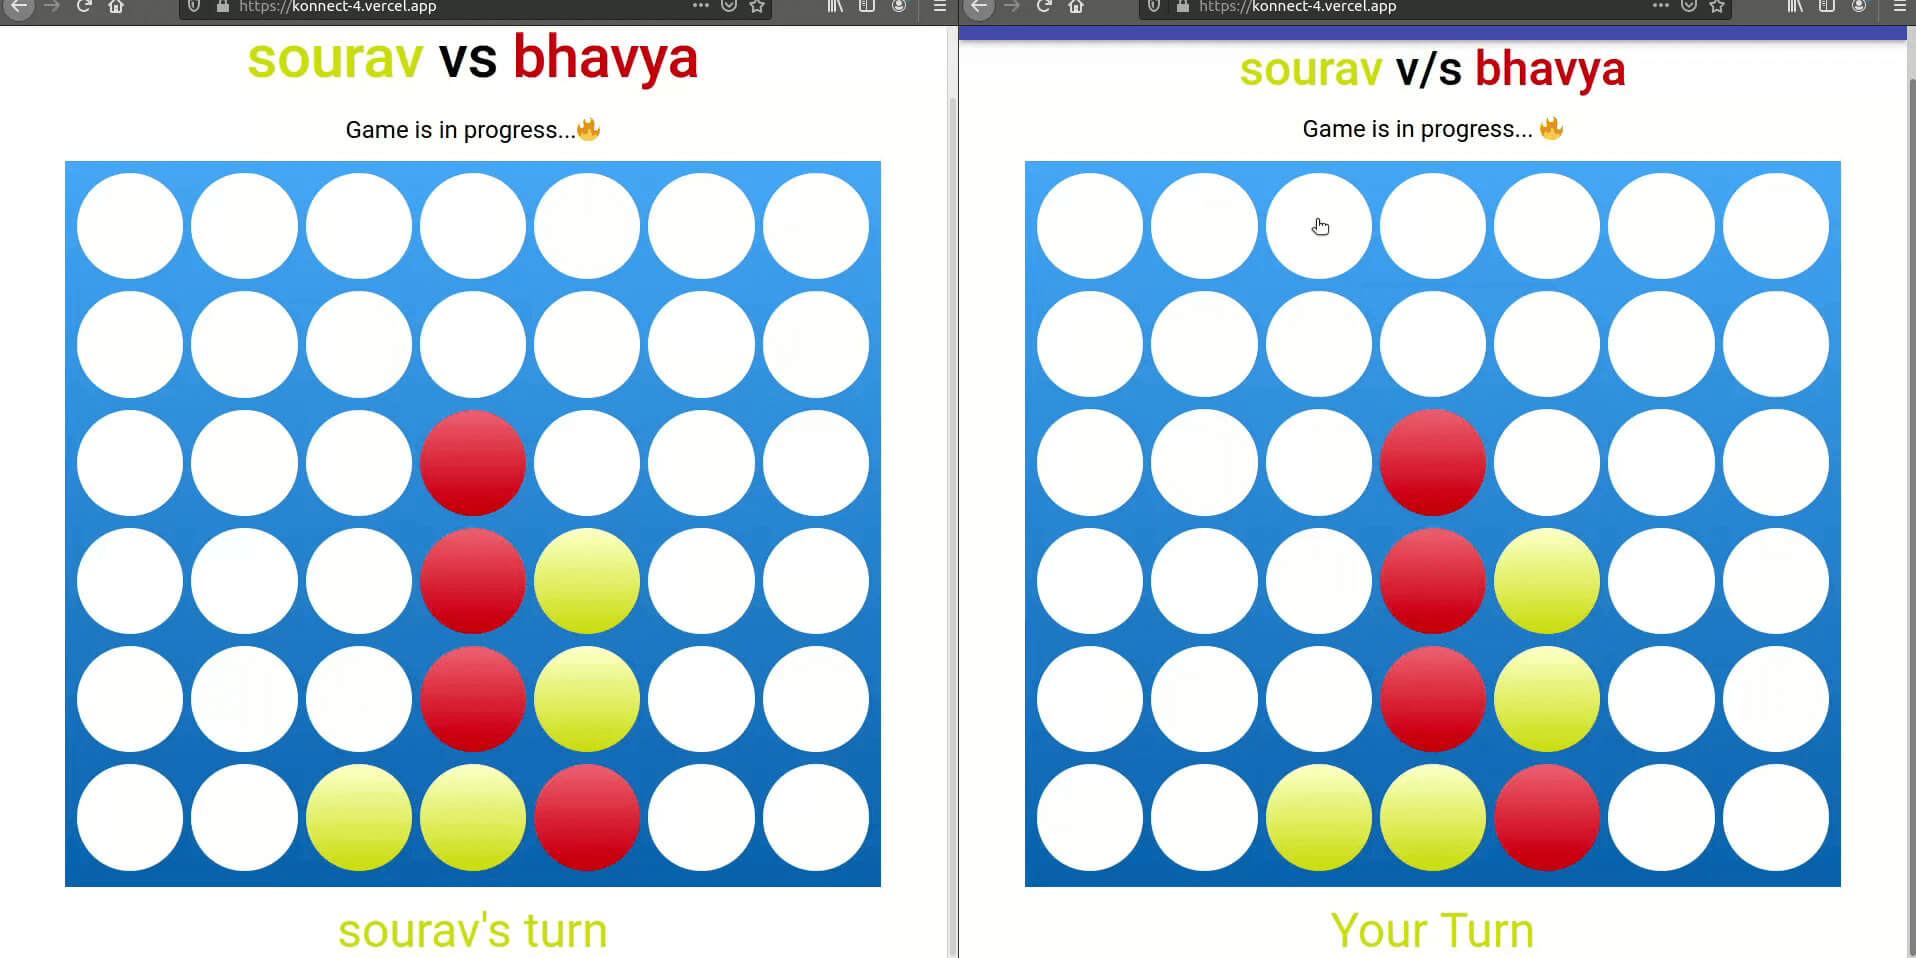 https://konnect-4.vercel.app
sourav vs bhavya
Game is in progress...🔥
sourav's turn
https://konnect-4.vercel.app
sourav v/s bhavya
Game is in progress... 🔥
Your Turn